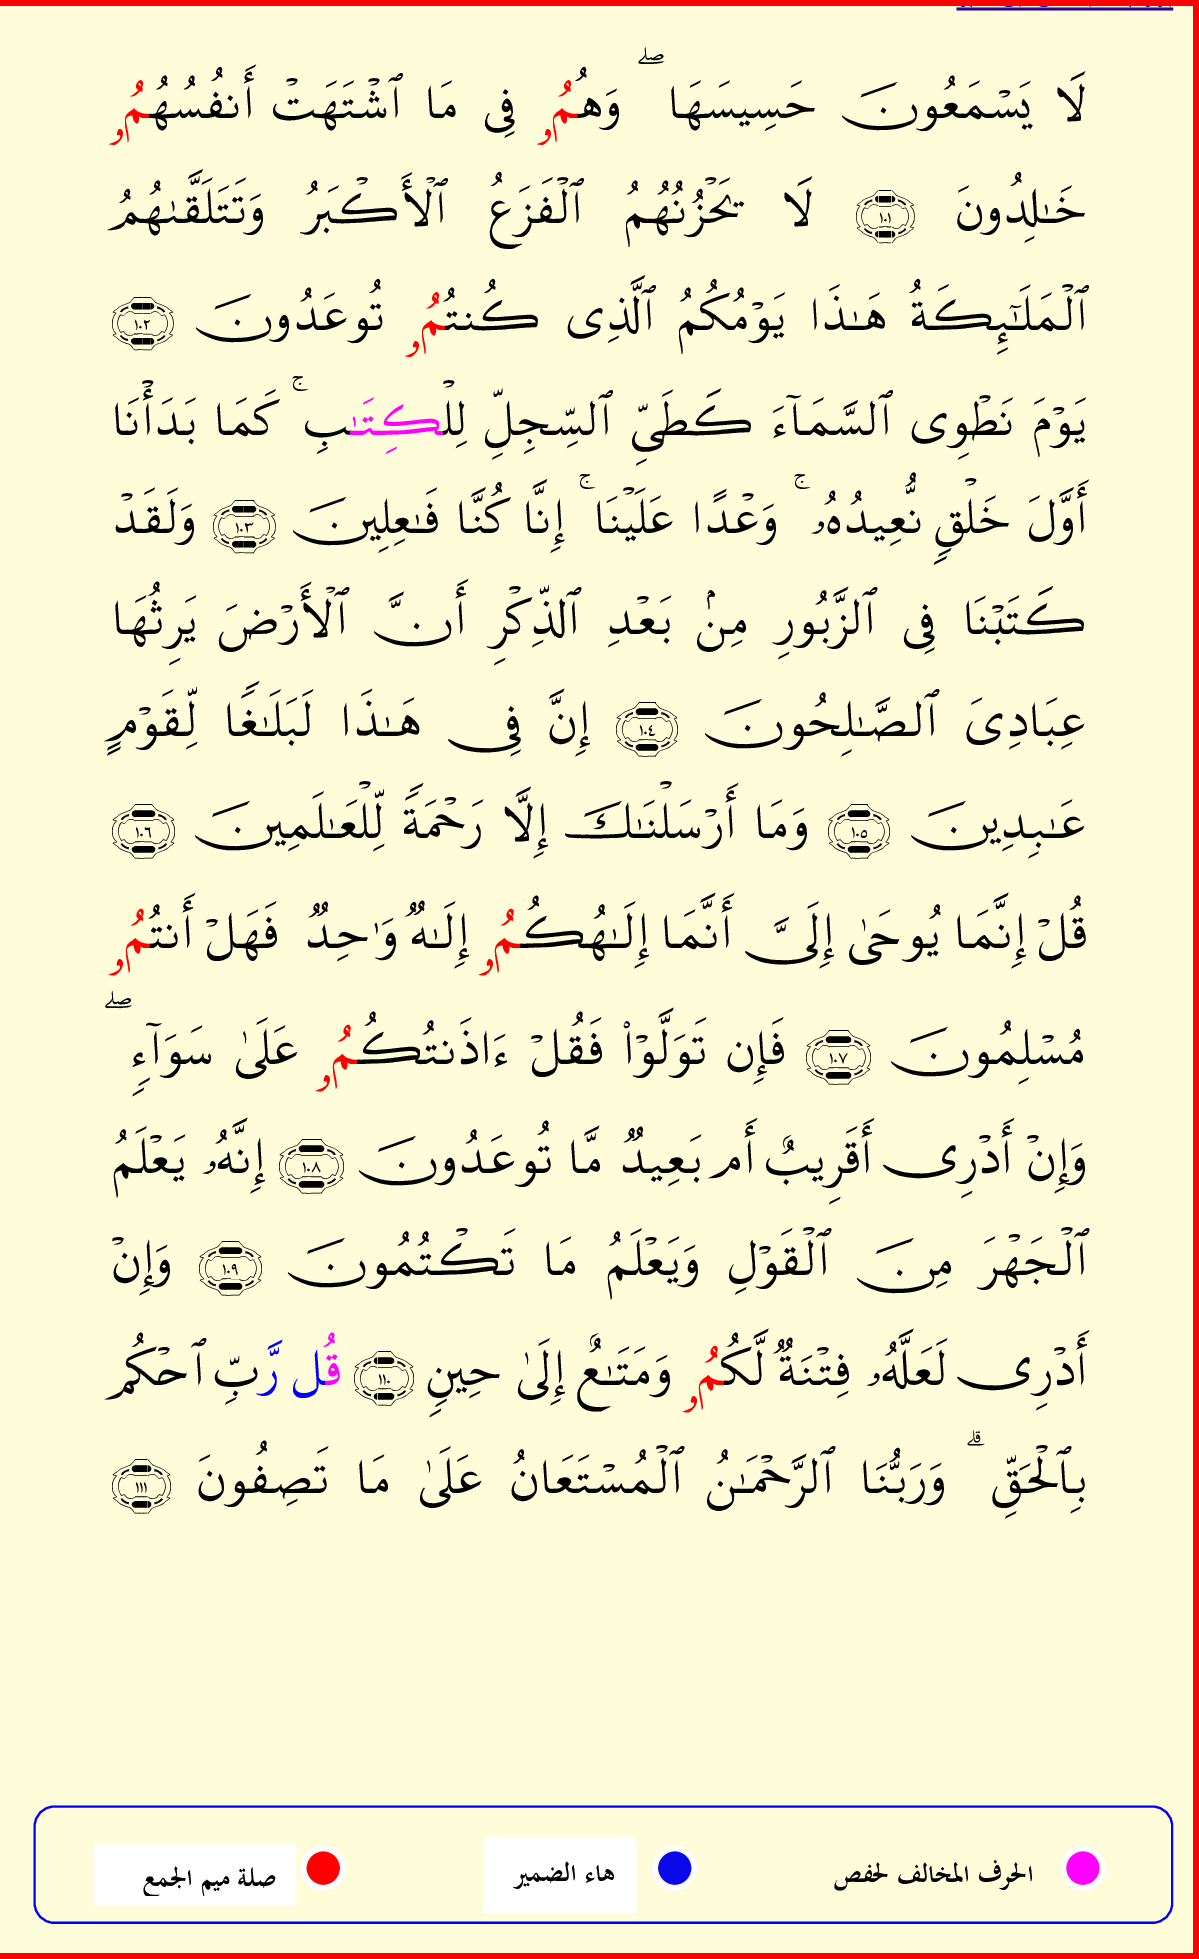 لَا يَسْمَعُونَ حَسِيسَهَا ۖ وَهُمُۥ فِى مَا ٱشْتَهَتْ أَنفُسُهُمُۥ
خَـٰلِدُونَ ١٠١ لَا يَحْزُنُهُمُ ٱلْفَزَعُ ٱلْأَكْبَرُ وَتَتَلَقَّىٰهُمُ
ٱلْمَلَـٰٓئِكَةُ هَـٰذَا يَوْمُكُمُ ٱلَّذِى كُنتُمُۥ تُوعَدُونَ ١٠٢
يَوْمَ نَطْوِى ٱلسَّمَآءَ كَطَىِّ ٱلسِّجِلِّ لِلْكِتَـٰبِ ۚ كَمَا بَدَأْنَا
أَوَّلَ خَلْقٍ نُّعِيدُهُۥ ۚ وَعْدًا عَلَيْنَا ۚ إِنَّا كُنَّا فَـٰعِلِينَ ١٠٣ وَلَقَدْ
كَتَبْنَا فِى ٱلزَّبُورِ مِنۢ بَعْدِ ٱلذِّكْرِ أَنَّ ٱلْأَرْضَ يَرِثُهَا
عِبَادِىَ ٱلصَّـٰلِحُونَ ١٠٤ إِنَّ فِى هَـٰذَا لَبَلَـٰغًا لِّقَوْمٍ
عَـٰبِدِينَ ١٠٥ وَمَا أَرْسَلْنَـٰكَ إِلَّا رَحْمَةً لِّلْعَـٰلَمِينَ ١٠٦
قُلْ إِنَّمَا يُوحَىٰ إِلَىَّ أَنَّمَا إِلَـٰهُكُمُۥ إِلَـٰهٌ وَٰحِدٌ فَهَلْ أَنتُمُۥ
مُسْلِمُونَ ١٠٧ فَإِن تَوَلَّوْا۟ فَقُلْ ءَاذَنتُكُمُۥ عَلَىٰ سَوَآءٍ ۖ
وَإِنْ أَدْرِى أَقَرِيبٌ أَم بَعِيدٌ مَّا تُوعَدُونَ ١٠٨ إِنَّهُۥ يَعْلَمُ
ٱلْجَهْرَ مِنَ ٱلْقَوْلِ وَيَعْلَمُ مَا تَكْتُمُونَ ١٠٩ وَإِنْ
أَدْرِى لَعَلَّهُۥ فِتْنَةٌ لَّكُمُۥ وَمَتَـٰعٌ إِلَىٰ حِينٍ ١١٠ قُل رَّبِّ ٱحْكُم
بِٱلْحَقِّ ۗ وَرَبُّنَا ٱلرَّحْمَـٰنُ ٱلْمُسْتَعَانُ عَلَىٰ مَا تَصِفُونَ ١١١
الحرف المخالف لحفص هاء الضمير صلة ميم الجمع